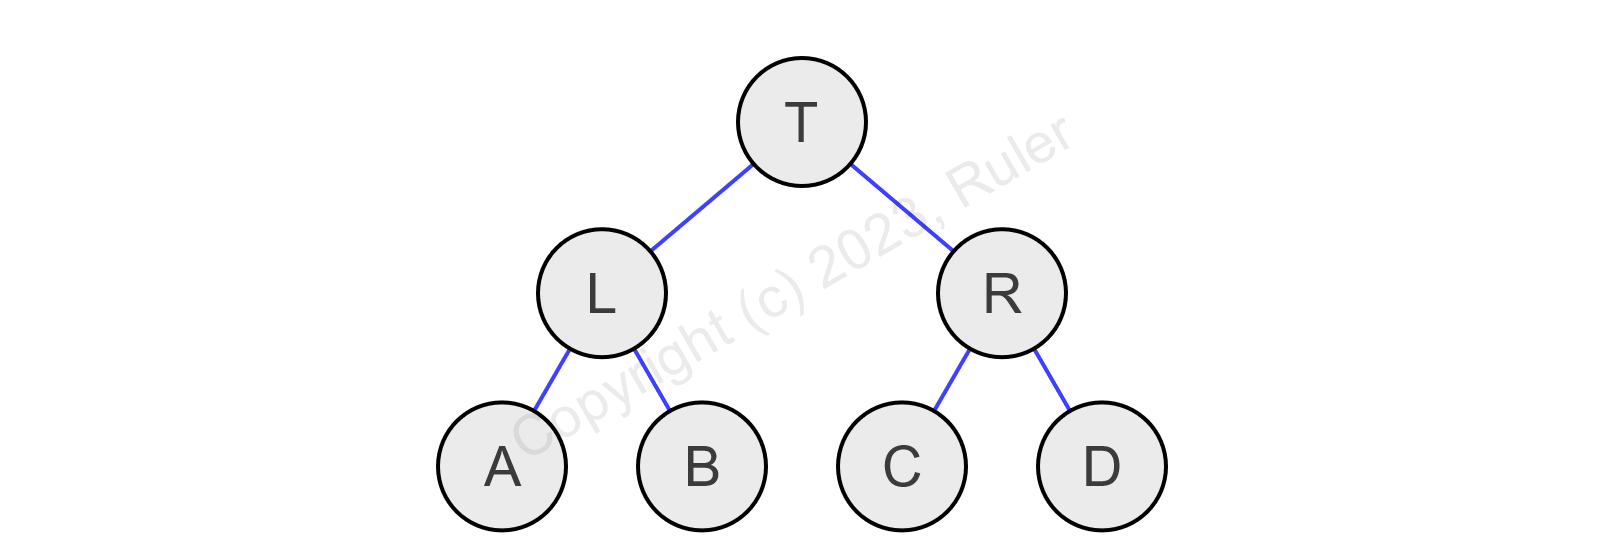 T
L R
A B C D
Copyright (c) 2023, Ruler